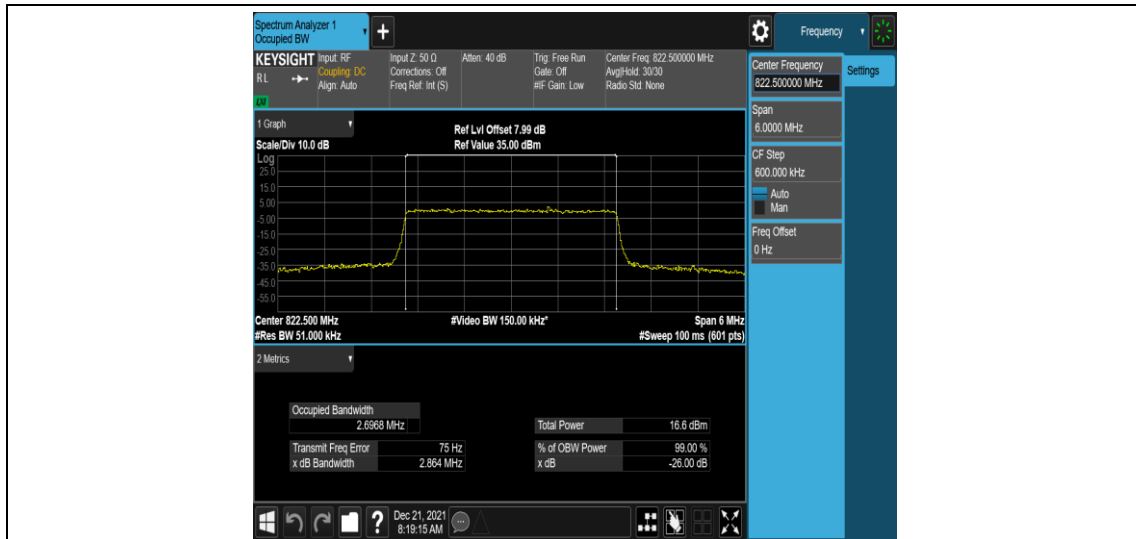 Spectrum Analyzer 1
Occupied BW
+
Frequency
KEYSIGHT
RL
LXI
Input: RF
Coupling: DC
Align: Auto
Input Z: 50 Ω
Corrections: Off
Freq Ref: Int (S)
Atten: 40 dB
Trig: Free Run
Gate: Off
#IF Gain: Low
Center Freq: 822.500000 MHz
Avg|Hold: 30/30
Radio Std: None
Center Frequency
822.500000 MHz
Settings
Span
6.0000 MHz
CF Step
600.000 kHz
Auto
Man
Freq Offset
0 Hz
1 Graph
Scale/Div 10.0 dB
Ref Lvl Offset 7.99 dB
Ref Value 35.00 dBm
Log
25.0
15.0
5.00
-5.00
-15.0
-25.0
-35.0
-45.0
-55.0
Center 822.500 MHz
#Video BW 150.00 kHz*
Span 6 MHz
#Res BW 51.000 kHz
#Sweep 100 ms (601 pts)
2 Metrics
Occupied Bandwidth
2.6968 MHz
Total Power 16.6 dBm
Transmit Freq Error 75 Hz
% of OBW Power 99.00 %
x dB Bandwidth 2.864 MHz
x dB -26.00 dB
?
Dec 21, 2021
8:19:15 AM